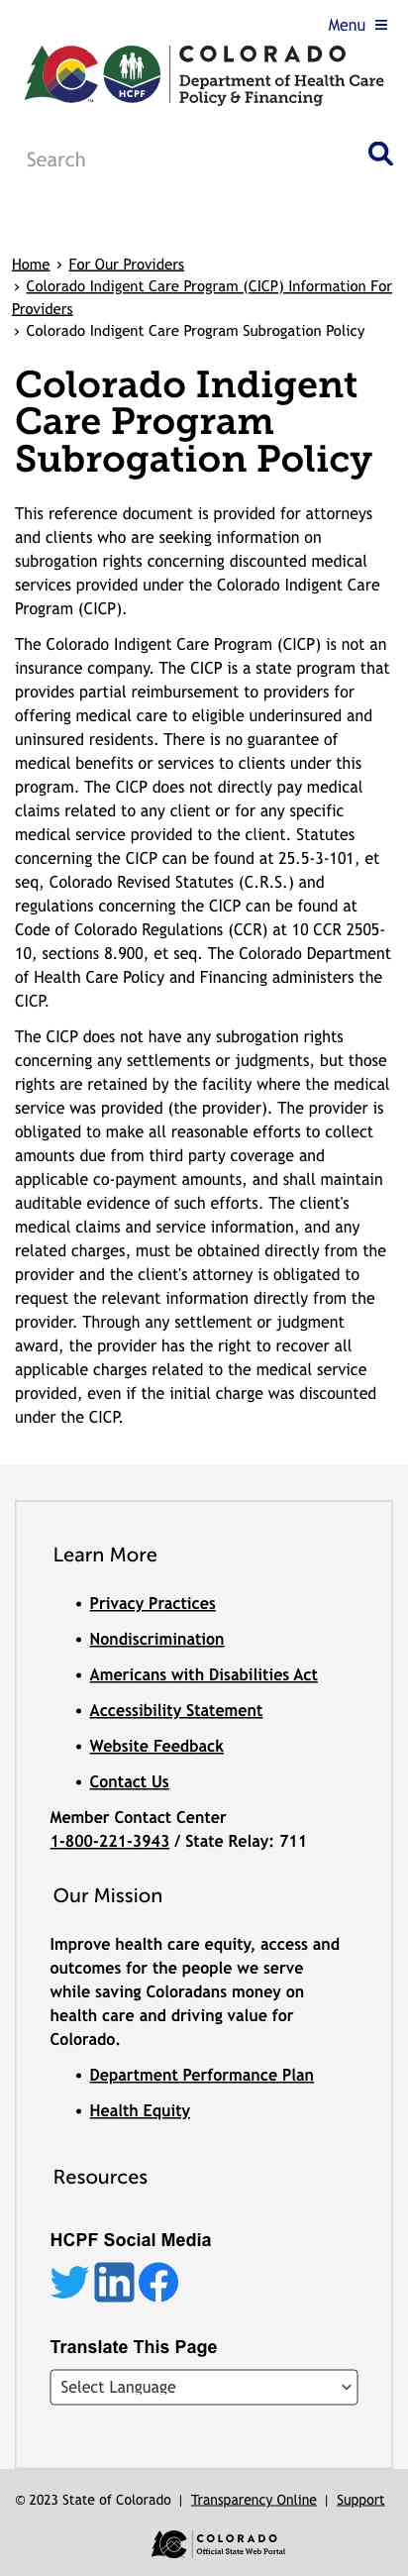 Menu
COLORADO
Department of Health Care
Policy & Financing
HCPF
TM
Search
Home › For Our Providers
› Colorado Indigent Care Program (CICP) Information For
Providers
› Colorado Indigent Care Program Subrogation Policy
Colorado Indigent
Care Program
Subrogation Policy
This reference document is provided for attorneys
and clients who are seeking information on
subrogation rights concerning discounted medical
services provided under the Colorado Indigent Care
Program (CICP).
The Colorado Indigent Care Program (CICP) is not an
insurance company. The CICP is a state program that
provides partial reimbursement to providers for
offering medical care to eligible underinsured and
uninsured residents. There is no guarantee of
medical benefits or services to clients under this
program. The CICP does not directly pay medical
claims related to any client or for any specific
medical service provided to the client. Statutes
concerning the CICP can be found at 25.5-3-101, et
seq, Colorado Revised Statutes (C.R.S.) and
regulations concerning the CICP can be found at
Code of Colorado Regulations (CCR) at 10 CCR 2505-
10, sections 8.900, et seq. The Colorado Department
of Health Care Policy and Financing administers the
CICP.
The CICP does not have any subrogation rights
concerning any settlements or judgments, but those
rights are retained by the facility where the medical
service was provided (the provider). The provider is
obligated to make all reasonable efforts to collect
amounts due from third party coverage and
applicable co-payment amounts, and shall maintain
auditable evidence of such efforts. The client's
medical claims and service information, and any
related charges, must be obtained directly from the
provider and the client's attorney is obligated to
request the relevant information directly from the
provider. Through any settlement or judgment
award, the provider has the right to recover all
applicable charges related to the medical service
provided, even if the initial charge was discounted
under the CICP.
Learn More
• Privacy Practices
• Nondiscrimination
• Americans with Disabilities Act
• Accessibility Statement
• Website Feedback
• Contact Us
Member Contact Center
1-800-221-3943 / State Relay: 711
Our Mission
Improve health care equity, access and
outcomes for the people we serve
while saving Coloradans money on
health care and driving value for
Colorado.
• Department Performance Plan
• Health Equity
Resources
HCPF Social Media
in
Translate This Page
Select Language
© 2023 State of Colorado | Transparency Online | Support
COLORADO
Official State Web Portal